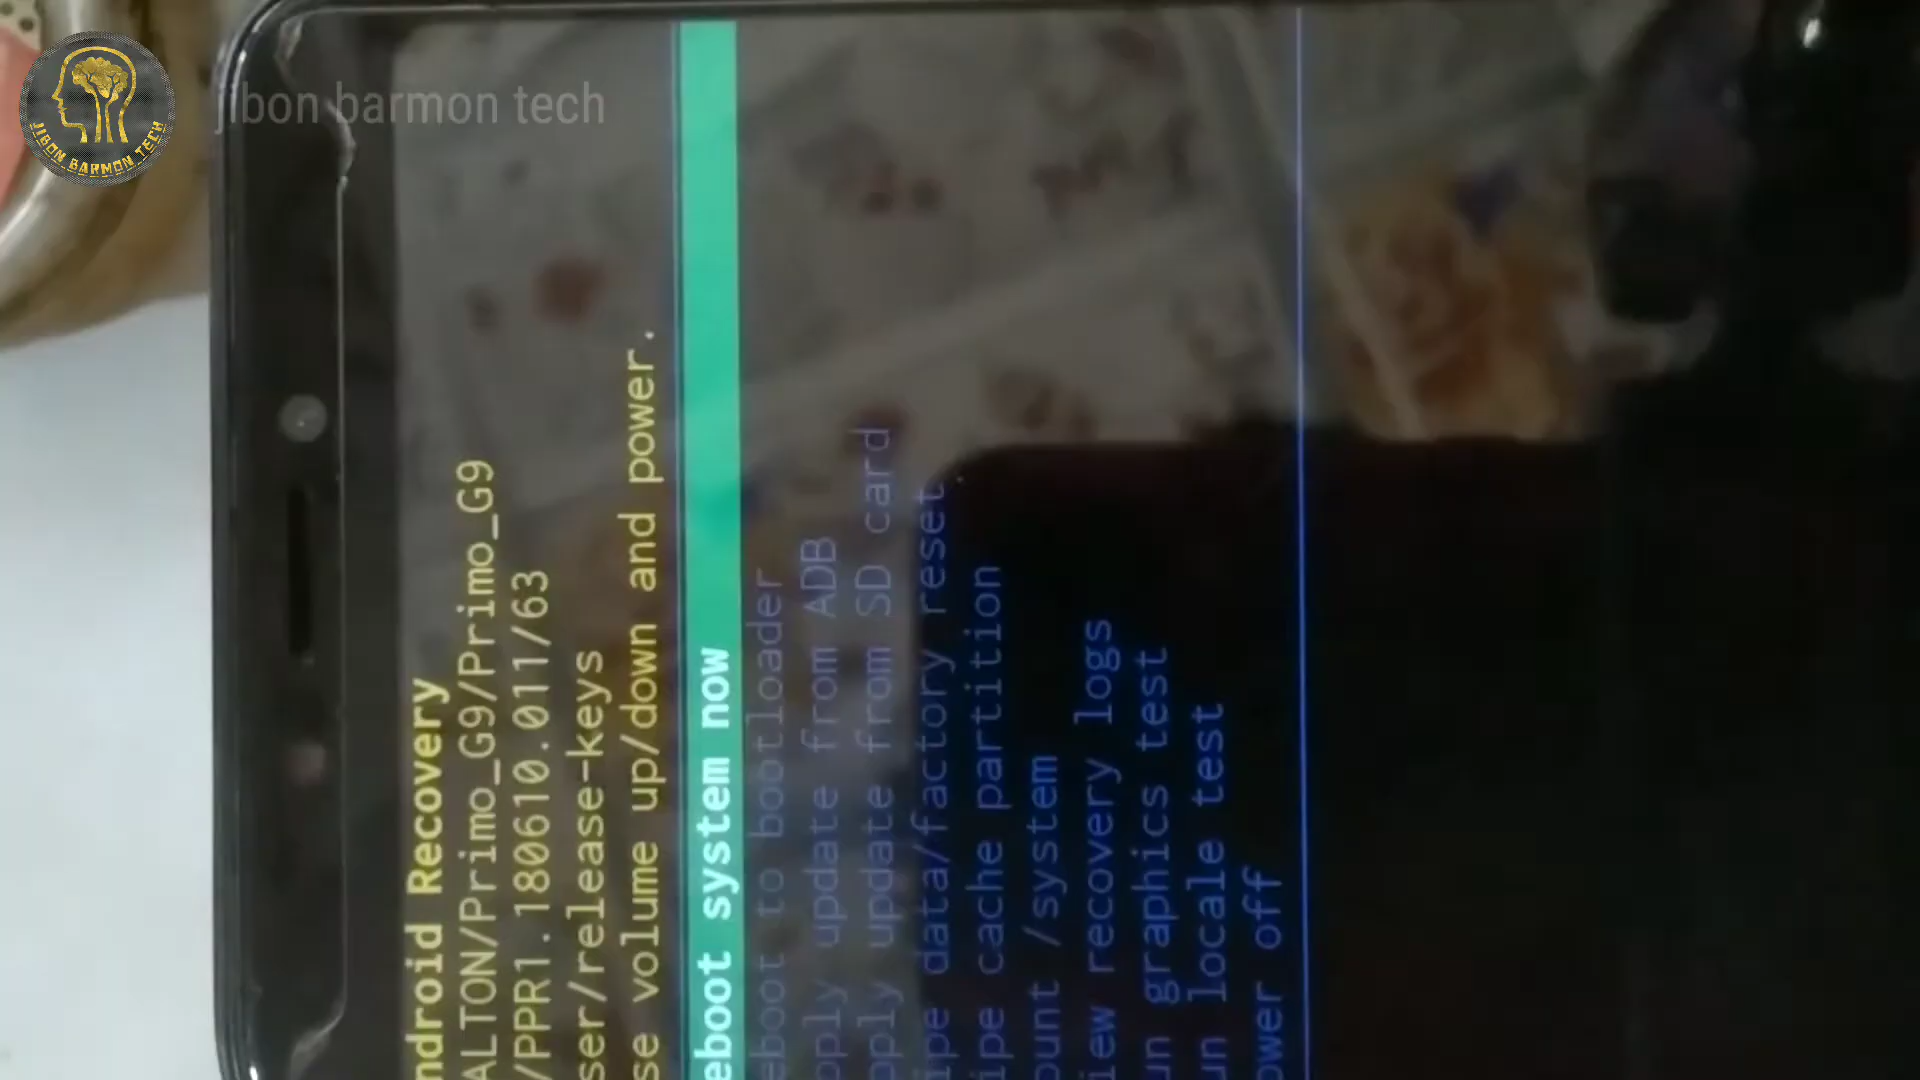 jibon barmon tech
JIBON BARMON TECH
ndroid Recovery
ALTON/Primo_G9/Primo_G9
/PPR1.180610.011/63
ser/release-keys
se volume up/down and power.
eboot system now
eboot to bootloader
pply update from ADB
pply update from SD card
ipe data/factory reset
ipe cache partition
ount /system
iew recovery logs
un graphics test
un locale test
ower off